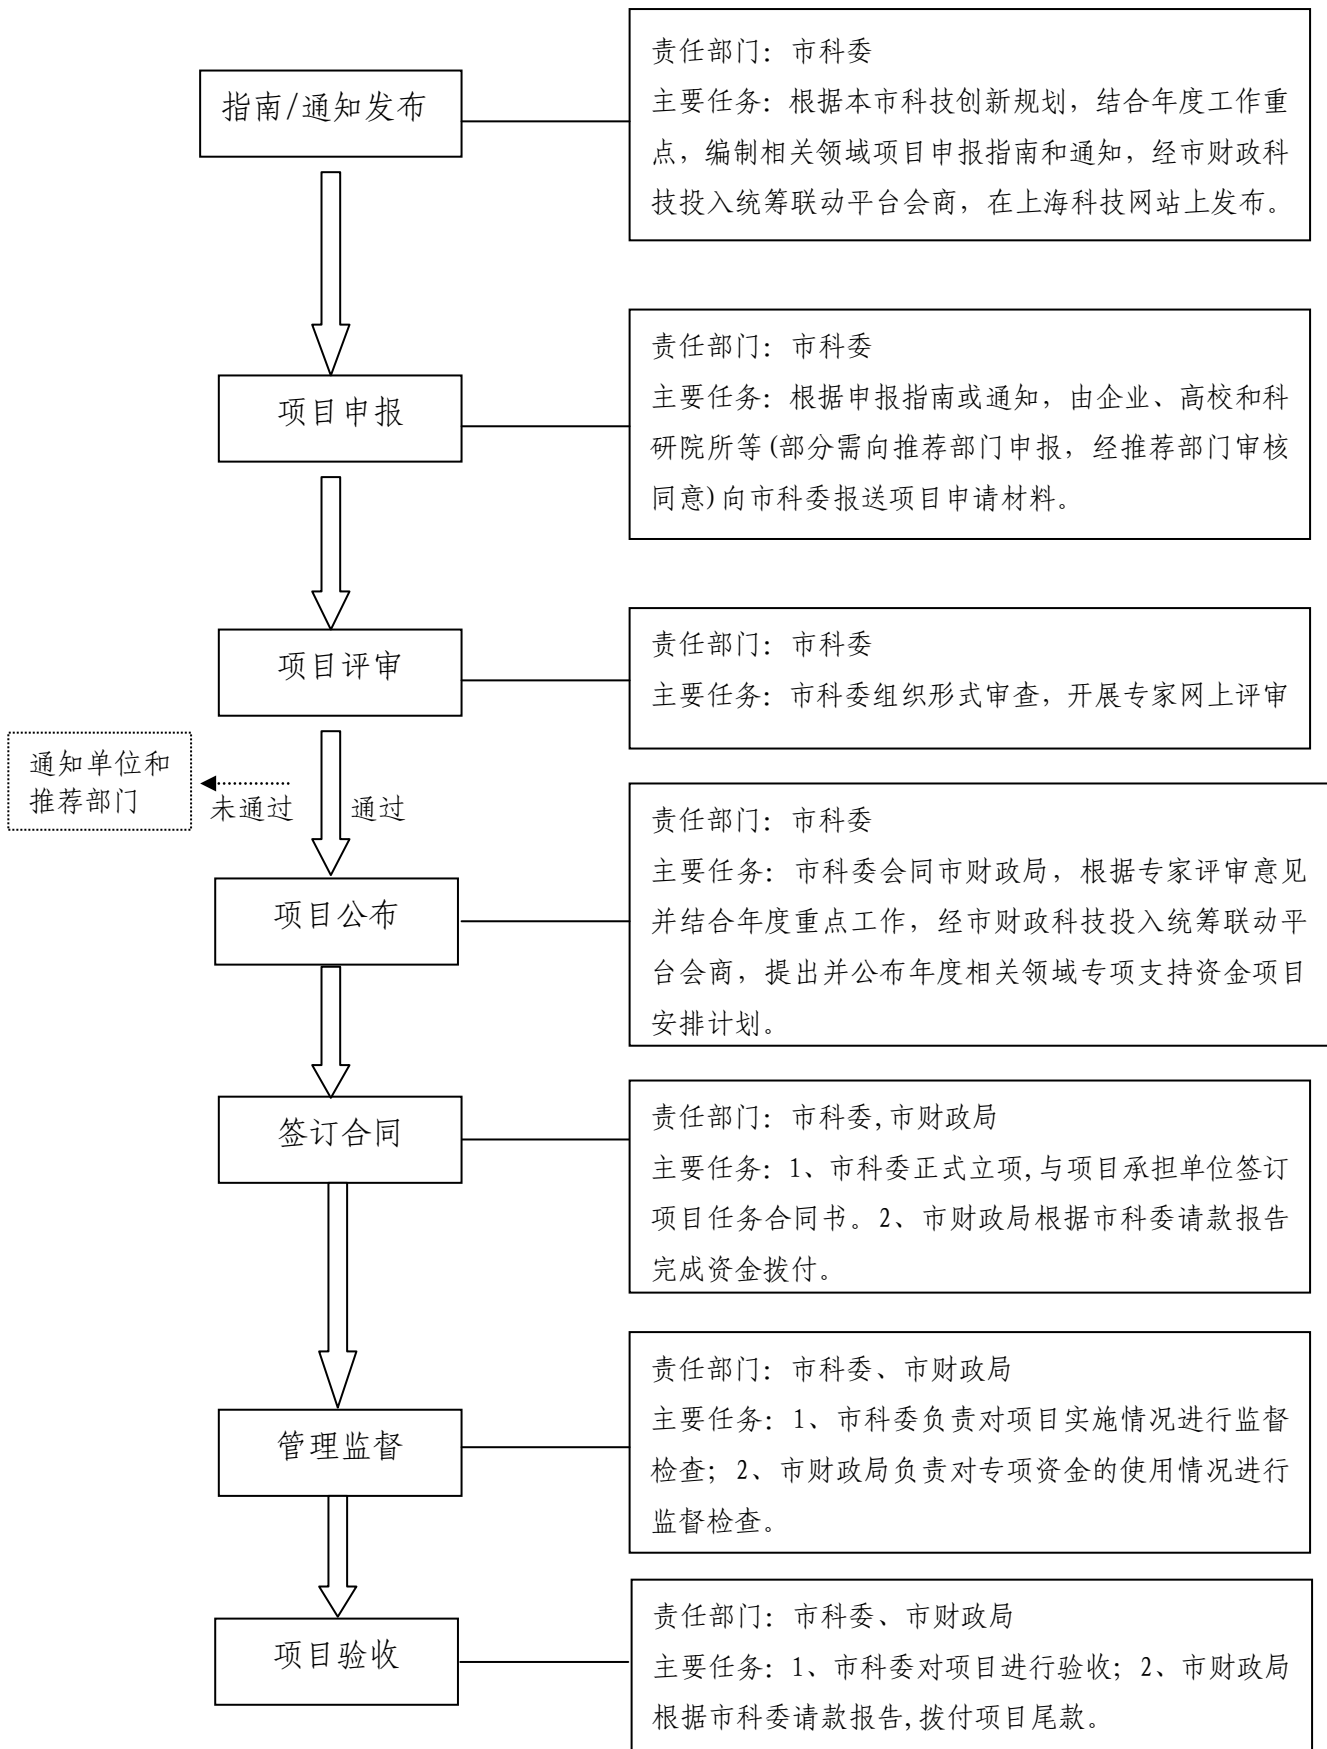 指南/通知发布
责任部门：市科委
主要任务：根据本市科技创新规划，结合年度工作重
点，编制相关领域项目申报指南和通知，经市财政科
技投入统筹联动平台会商，在上海科技网站上发布。
项目申报
责任部门：市科委
主要任务：根据申报指南或通知，由企业、高校和科
研院所等(部分需向推荐部门申报，经推荐部门审核
同意)向市科委报送项目申请材料。
项目评审
责任部门：市科委
主要任务：市科委组织形式审查，开展专家网上评审
通知单位和
推荐部门
未通过
通过
项目公布
责任部门：市科委
主要任务：市科委会同市财政局，根据专家评审意见
并结合年度重点工作，经市财政科技投入统筹联动平
台会商，提出并公布年度相关领域专项支持资金项目
安排计划。
签订合同
责任部门：市科委,市财政局
主要任务：1、市科委正式立项,与项目承担单位签订
项目任务合同书。2、市财政局根据市科委请款报告
完成资金拨付。
管理监督
责任部门：市科委、市财政局
主要任务：1、市科委负责对项目实施情况进行监督
检查；2、市财政局负责对专项资金的使用情况进行
监督检查。
项目验收
责任部门：市科委、市财政局
主要任务：1、市科委对项目进行验收；2、市财政局
根据市科委请款报告,拨付项目尾款。